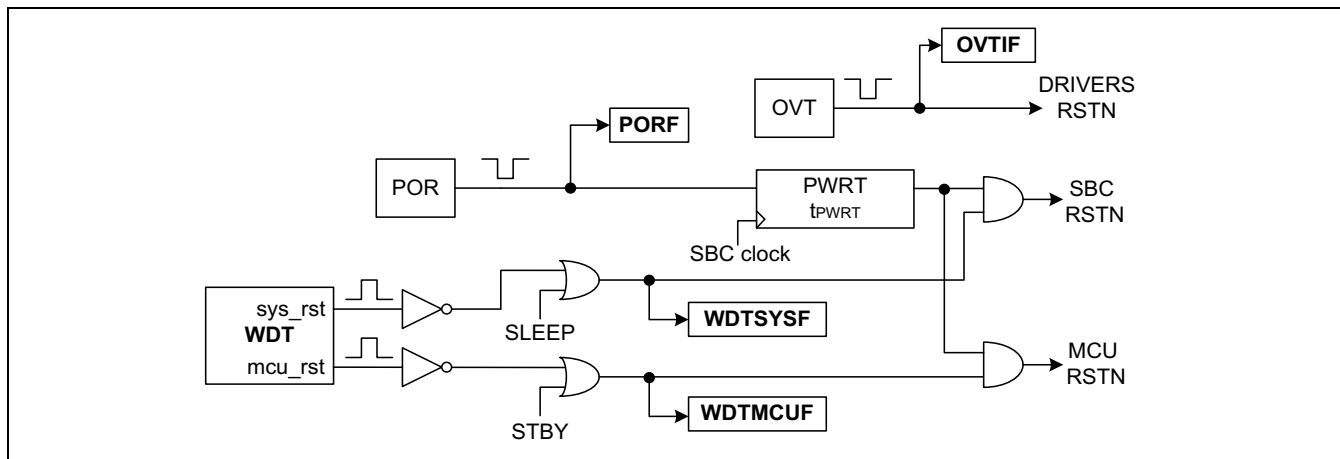 OVTIF
OVT
DRIVERS
RSTN
PORF
POR
PWRT
tPWRT
SBC
RSTN
SBC clock
sys_rst
WDT
mcu_rst
SLEEP
WDTSYSF
MCU
RSTN
STBY
WDTMCUF